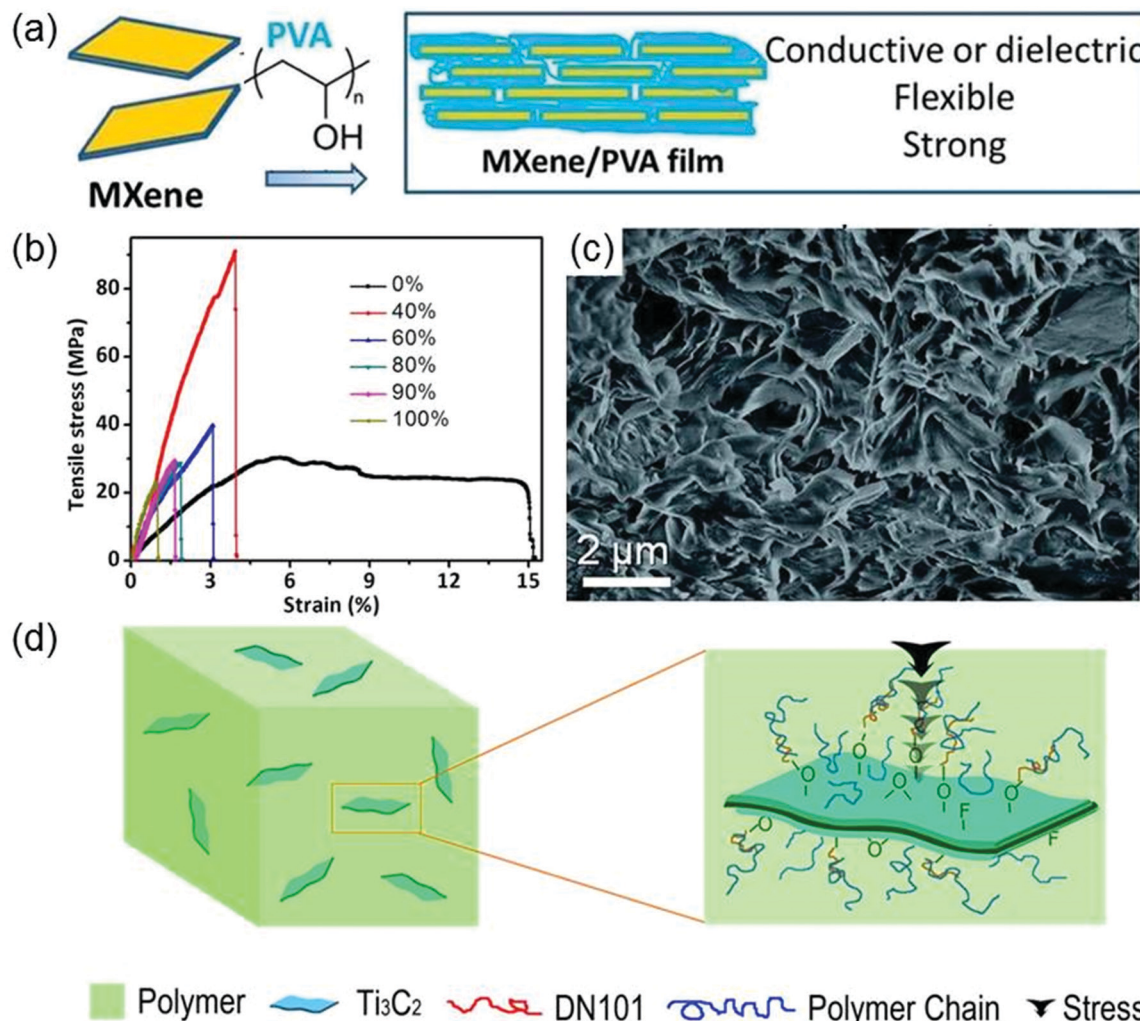 (a)
PVA
n
OH
MXene
MXene/PVA film
Conductive or dielectric
Flexible
Strong
(b)
Tensile stress (MPa)
80
60
40
20
0
0%
40%
60%
80%
90%
100%
0 3 6 9 12 15
Strain (%)
(c)
2 μm
(d)
O
O
O
O
O
O
F
O
O
F
Polymer
Ti₃C₂
DN101
Polymer Chain
Stress